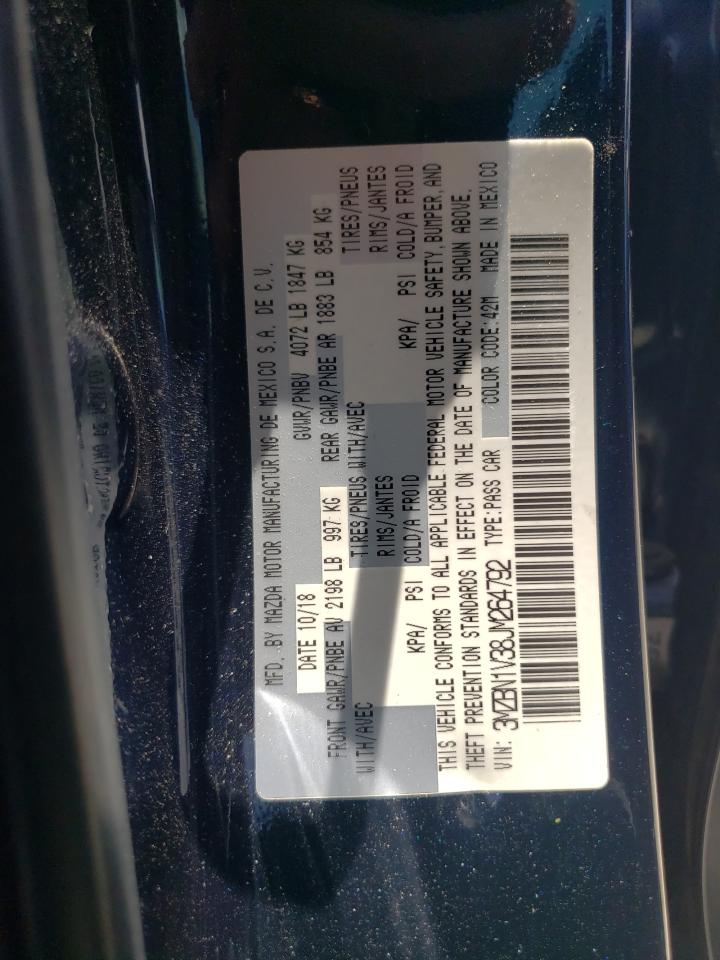 MFD. BY MAZDA MOTOR MANUFACTURING DE MEXICO S.A. DE C.V.
DATE 10/18 GVWR/PNBV 4072 LB 1847 KG
FRONT GAWR/PNBE AV 2198 LB 997 KG REAR GAWR/PNBE AR 1883 LB 854 KG
WITH/AVEC TIRES/PNEUS WITH/AVEC TIRES/PNEUS
RIMS/JANTES RIMS/JANTES
KPA/ PSI COLD/A FROID KPA/ PSI COLD/A FROID
THIS VEHICLE CONFORMS TO ALL APPLICABLE FEDERAL MOTOR VEHICLE SAFETY, BUMPER, AND
THEFT PREVENTION STANDARDS IN EFFECT ON THE DATE OF MANUFACTURE SHOWN ABOVE.
VIN: 3MZBN1V38JM264792 TYPE:PASS CAR COLOR CODE:42M MADE IN MEXICO